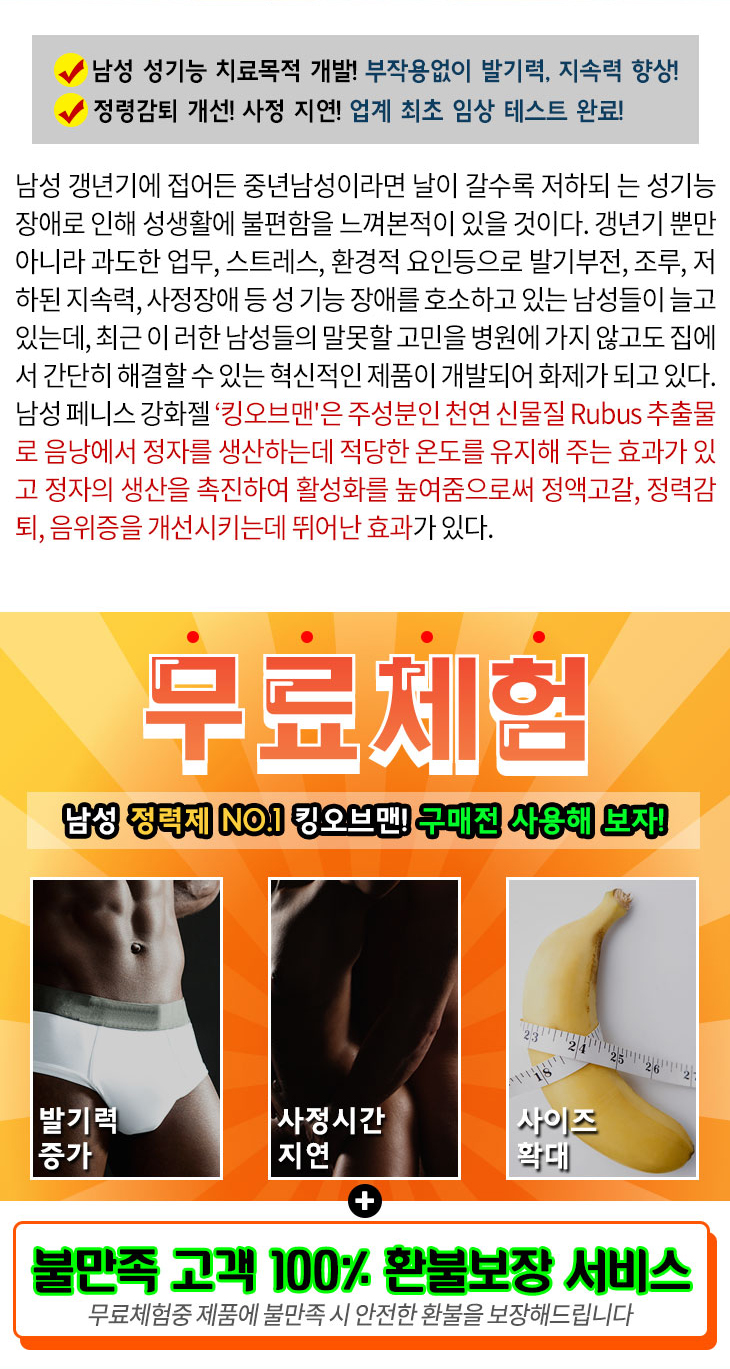 남성 성기능 치료목적 개발! 부작용없이 발기력, 지속력 향상!
정령감퇴 개선! 사정 지연! 업계 최초 임상 테스트 완료!
남성 갱년기에 접어든 중년남성이라면 날이 갈수록 저하되 는 성기능
장애로 인해 성생활에 불편함을 느껴본적이 있을 것이다. 갱년기 뿐만
아니라 과도한 업무, 스트레스, 환경적 요인등으로 발기부전, 조루, 저
하된 지속력, 사정장애 등 성 기능 장애를 호소하고 있는 남성들이 늘고
있는데, 최근 이 러한 남성들의 말못할 고민을 병원에 가지 않고도 집에
서 간단히 해결할 수 있는 혁신적인 제품이 개발되어 화제가 되고 있다.
남성 페니스 강화젤 ‘킹오브맨'은 주성분인 천연 신물질 Rubus 추출물
로 음낭에서 정자를 생산하는데 적당한 온도를 유지해 주는 효과가 있
고 정자의 생산을 촉진하여 활성화를 높여줌으로써 정액고갈, 정력감
퇴, 음위증을 개선시키는데 뛰어난 효과가 있다.
무료체험
남성 정력제 NO.1 킹오브맨! 구매전 사용해 보자!
발기력
증가
사정시간
지연
사이즈
확대
23 24 25 26 27
18
+
불만족 고객 100% 환불보장 서비스
무료체험중 제품에 불만족 시 안전한 환불을 보장해드립니다